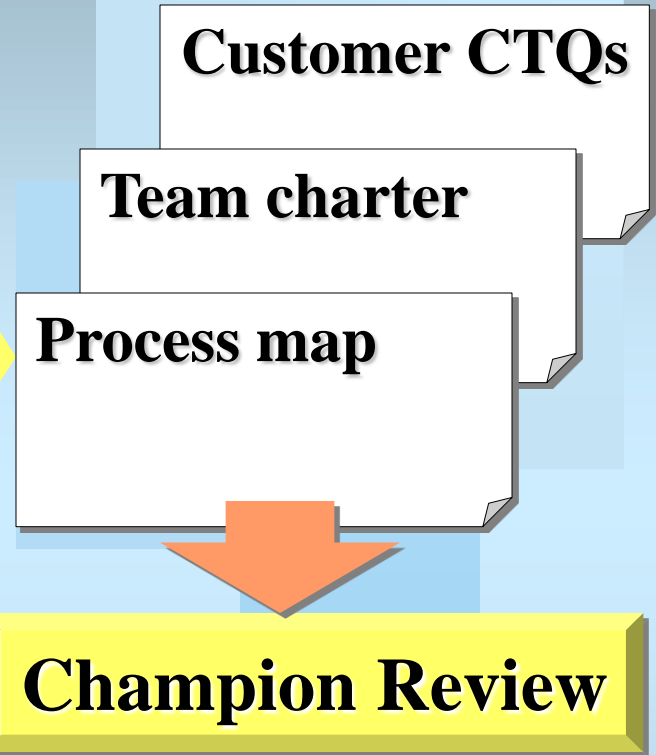 Customer CTQs
Team charter
Process map
Champion Review